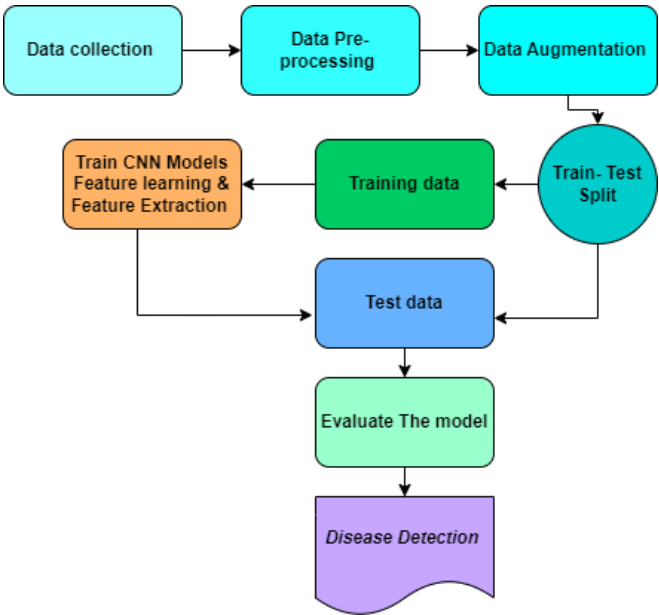 Data collection
Data Pre-
processing
Data Augmentation
Train CNN Models
Feature learning &
Feature Extraction
Training data
Train- Test
Split
Test data
Evaluate The model
Disease Detection